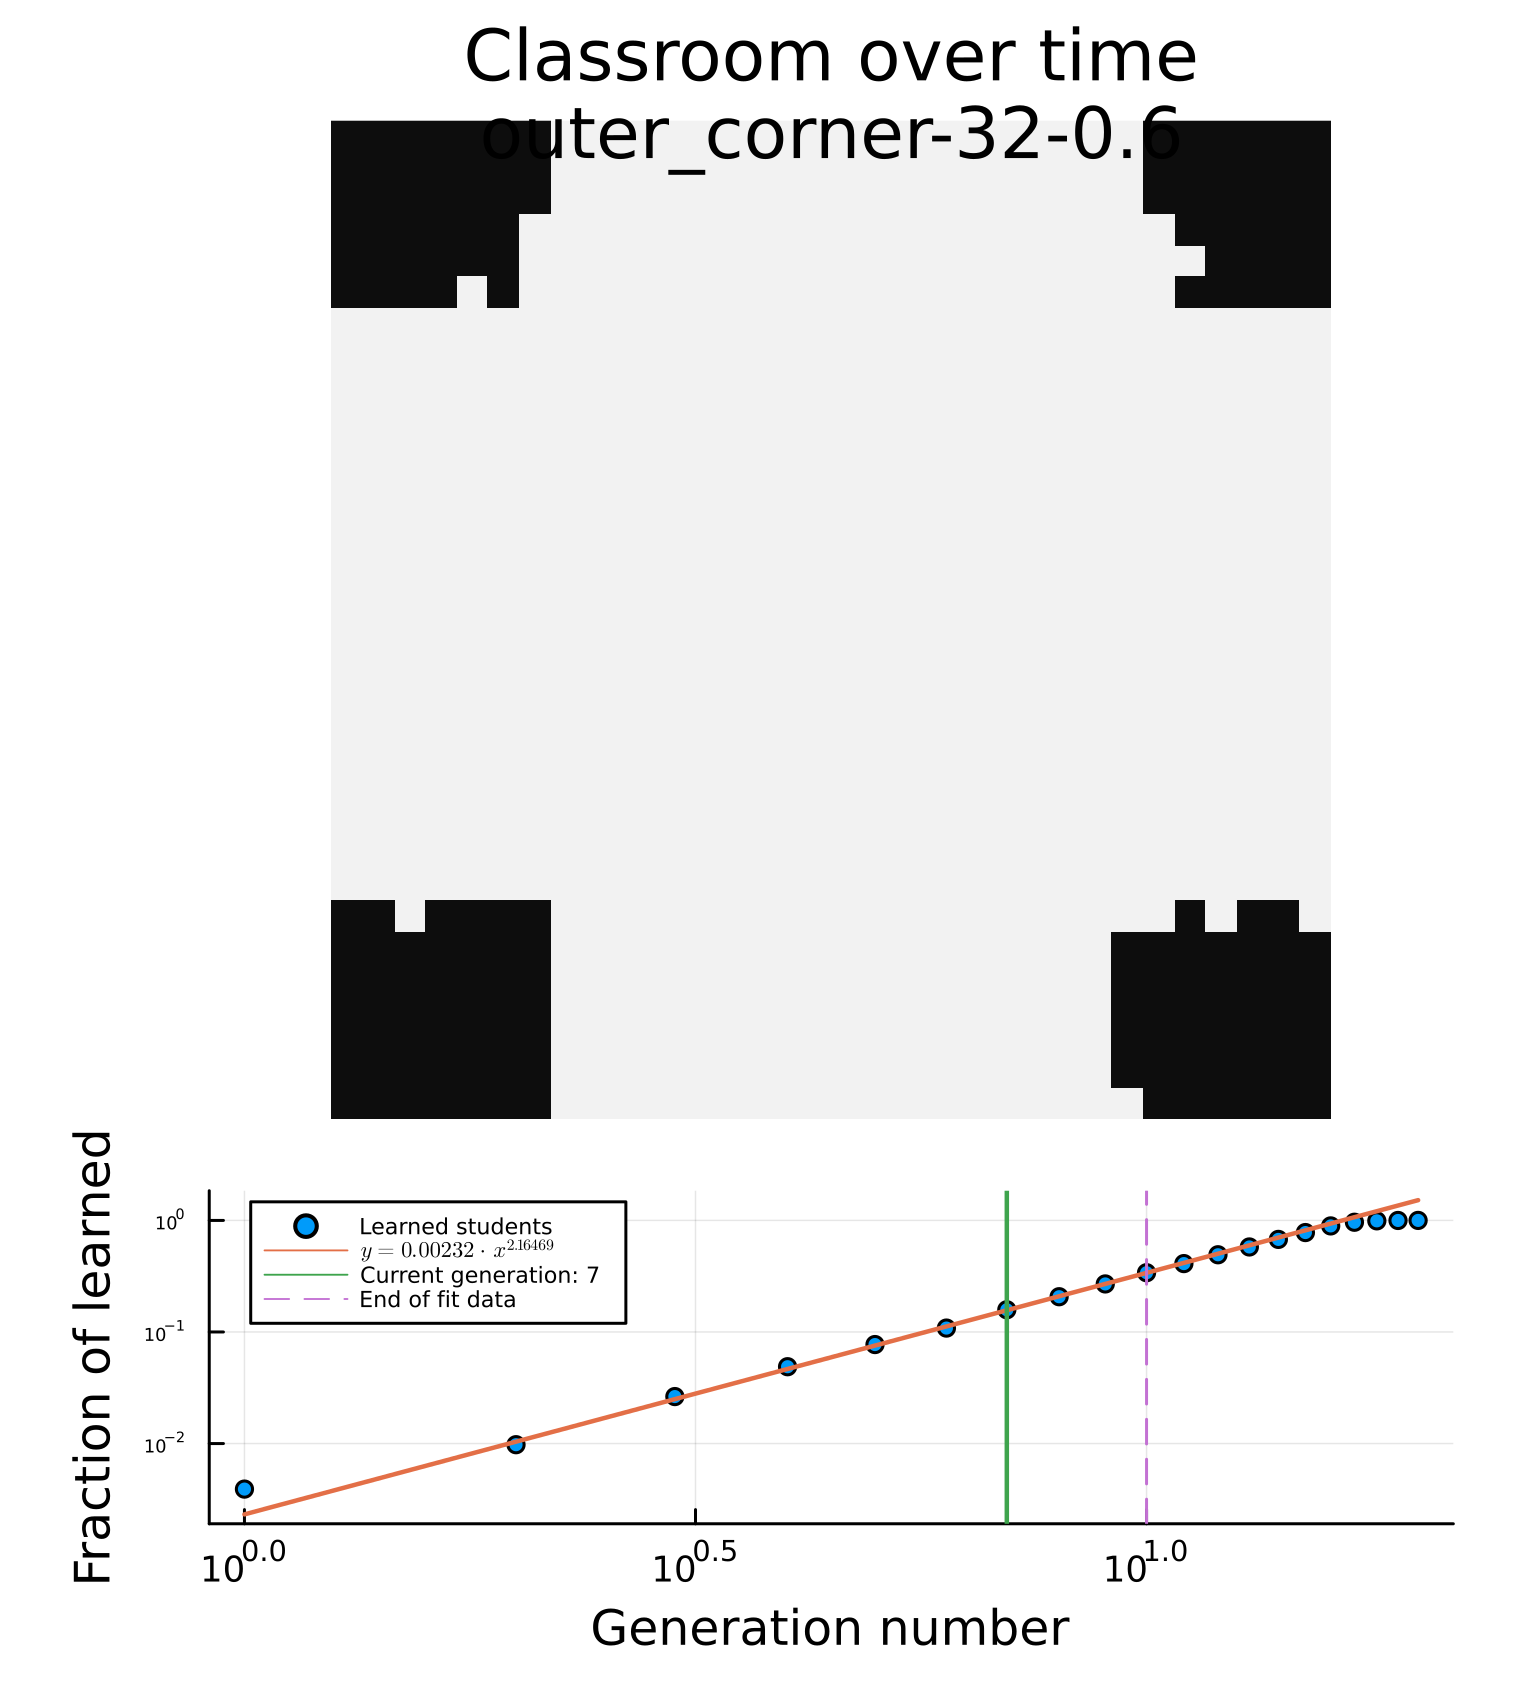 Classroom over time
outer_corner-32-0.6
Fraction of learned
10⁰
10⁻¹
10⁻²
Learned students
y = 0.00232 · x^2.16469
Current generation: 7
End of fit data
10^0.0
10^0.5
10^1.0
Generation number